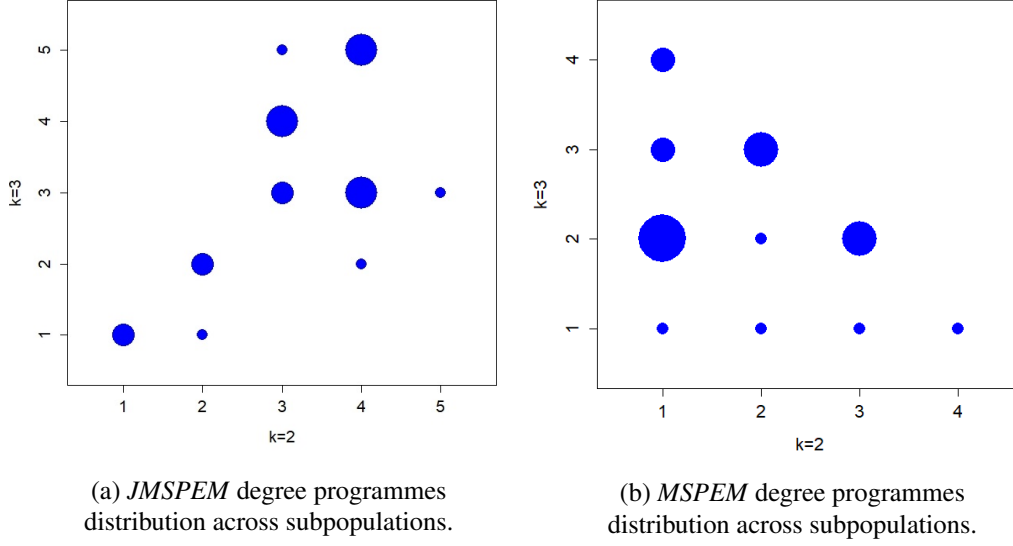 5
4
3
2
1
k=3
1 2 3 4 5
k=2
(a) JMSPEM degree programmes
distribution across subpopulations.
4
3
2
1
k=3
1 2 3 4
k=2
(b) MSPEM degree programmes
distribution across subpopulations.